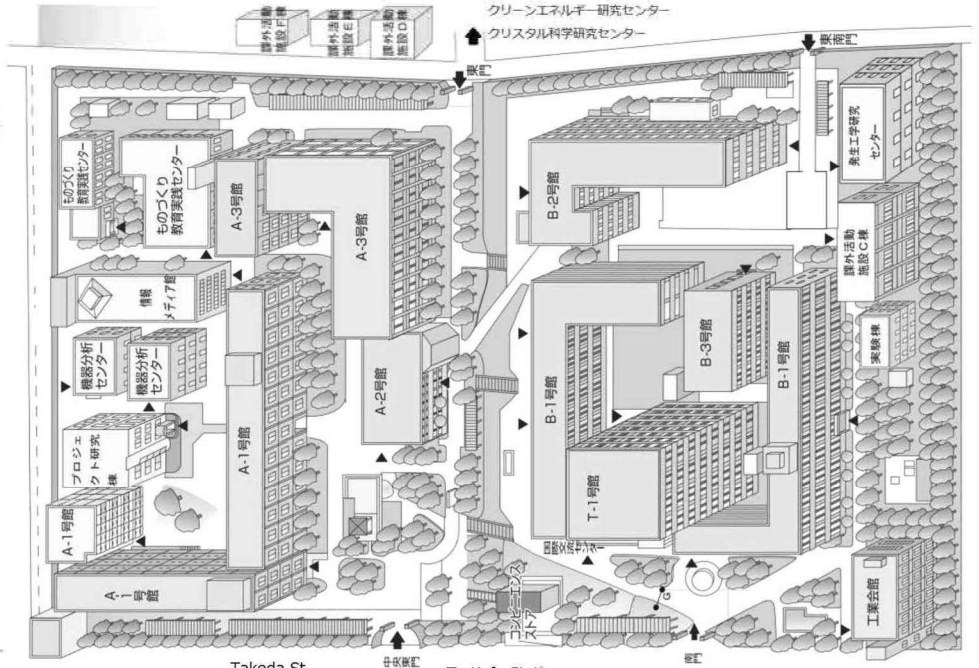 クリーンエネルギー研究センター
クリスタル科学研究センター
課外活動
施設F棟
課外活動
施設E棟
課外活動
施設D棟
東門
東南門
ものづくり
教育実践センター
ものづくり
教育実践センター
A-3号館
A-3号館
B-2号館
発生工学研究
センター
課外活動
施設C棟
情報
メディア館
機器分析
センター
機器分析
センター
A-2号館
B-1号館
B-3号館
B-1号館
実験棟
プロジェ
クト研究
棟
A-1号館
A-1号館
A-1号館
T-1号館
国際交流センター
コンビニエンス
ストア
G
工業会館
中央東門
南門
Takeda St.